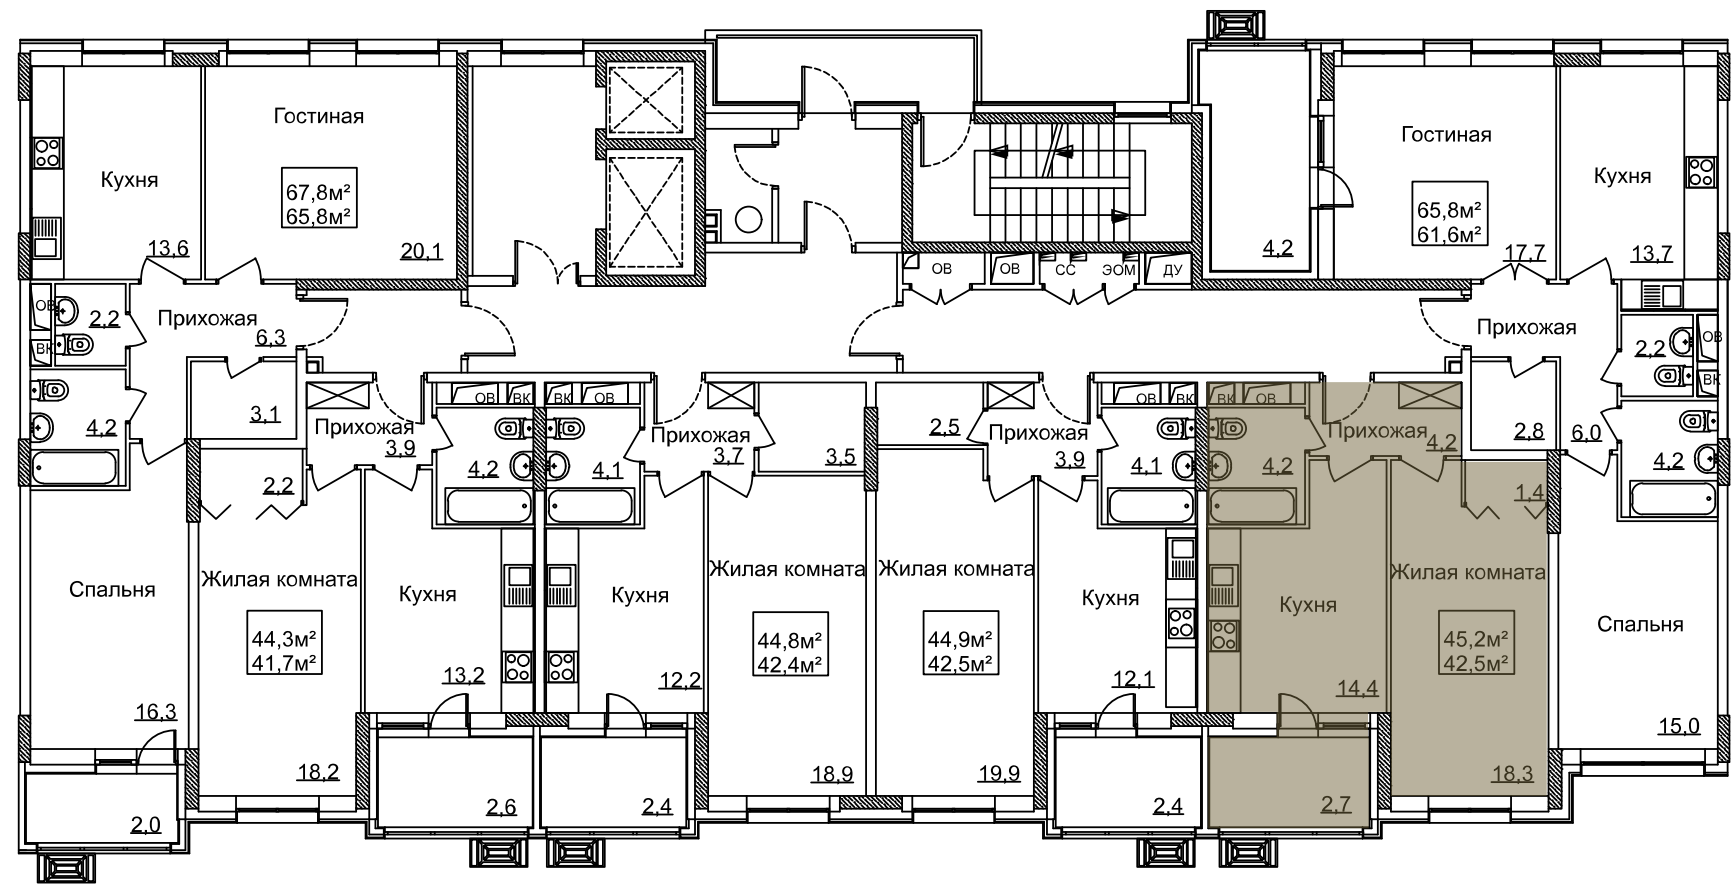 Гостиная
Гостиная
Кухня
67,8м²
65,8м²
65,8м²
61,6м²
Кухня
13,6
20,1
4,2
17,7
13,7
ОВ
ОВ
СС
ЭОМ
ДУ
ОВ
2,2
Прихожая
6,3
ВК
Прихожая
2,2
ОВ
ВК
4,2
3,1
Прихожая
3,9
ОВ
ВК
ВК
ОВ
Прихожая
3,7
3,5
2,5
Прихожая
3,9
ОВ
ВК
ВК
ОВ
Прихожая
4,2
2,8
6,0
4,2
2,2
4,2
4,1
4,1
4,2
1,4
Спальня
Жилая комната
44,3м²
41,7м²
Кухня
13,2
Кухня
12,2
Жилая комната
44,8м²
42,4м²
Жилая комната
44,9м²
42,5м²
Кухня
12,1
Кухня
14,4
Жилая комната
45,2м²
42,5м²
Спальня
16,3
15,0
18,2
18,9
19,9
18,3
2,0
2,6
2,4
2,4
2,7